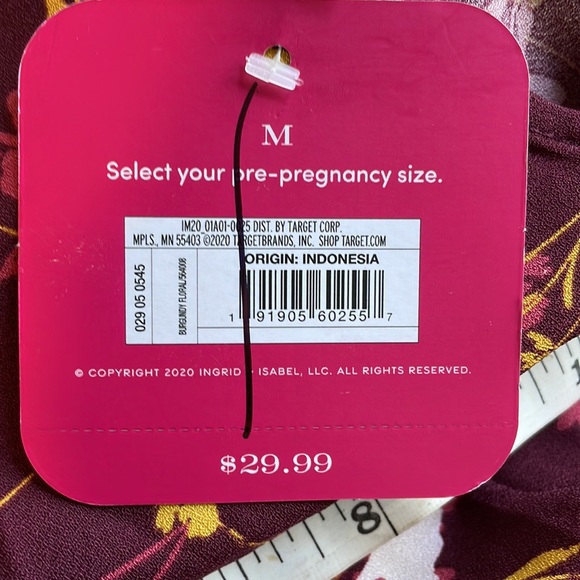 M
Select your pre-pregnancy size.
IM20_01A01-0025 DIST. BY TARGET CORP.
MPLS., MN 55403 ©2020 TARGETBRANDS, INC. SHOP TARGET.COM
029 05 0545
BURGUNDY FLORAL/564008
ORIGIN: INDONESIA
1 91905 60255 7
© COPYRIGHT 2020 INGRID + ISABEL, LLC. ALL RIGHTS RESERVED.
$29.99
8